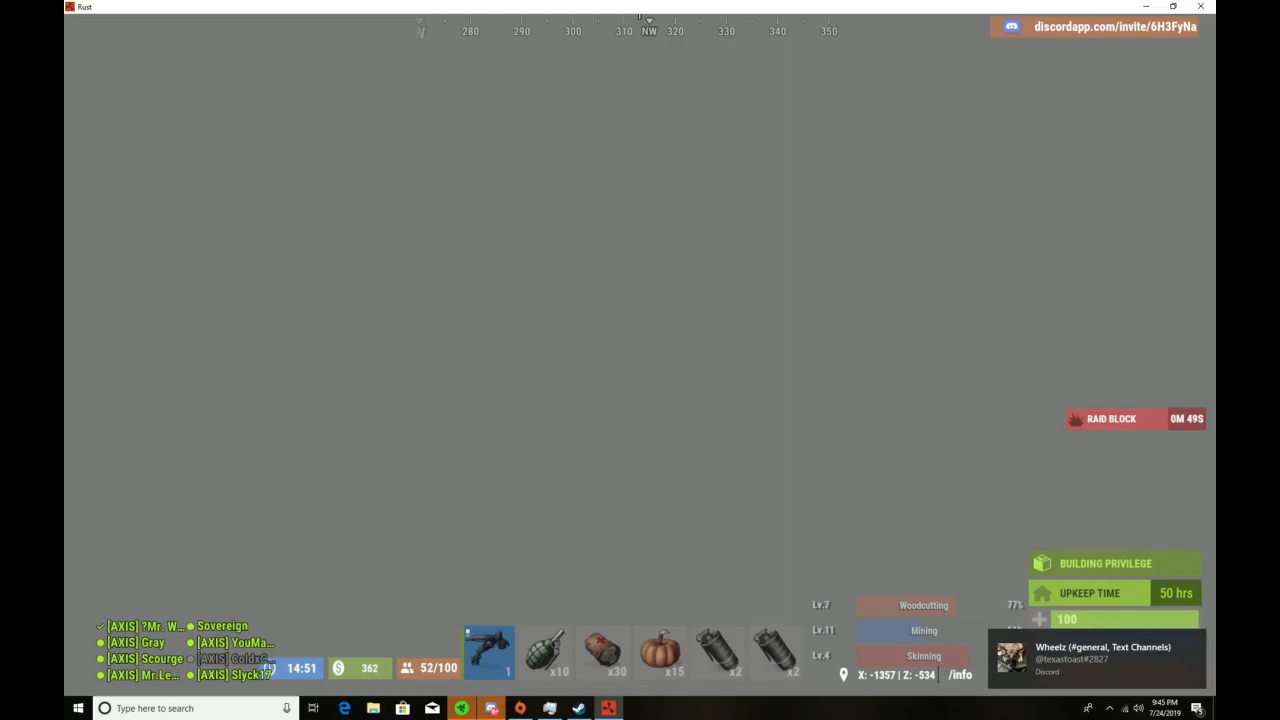 Rust
W 280 290 300 310 NW 320 330 340 350
discordapp.com/invite/6H3FyNa
RAID BLOCK 0M 49S
BUILDING PRIVILEGE
UPKEEP TIME 50 hrs
100
Lv.7 Woodcutting 77%
Lv.11 Mining
Lv.4 Skinning
[AXIS] ?Mr. W... Sovereign
[AXIS] Gray [AXIS] YouMa...
[AXIS] Scourge [AXIS] ColdxC...
[AXIS] Mr.Le... [AXIS] Slyck17
14:51 362 52/100
1 x10 x30 x15 x2 x2
X: -1357 | Z: -534 /info
Wheelz (#general, Text Channels)
@texastoast#2827
Discord
Type here to search
9:45 PM
7/24/2019